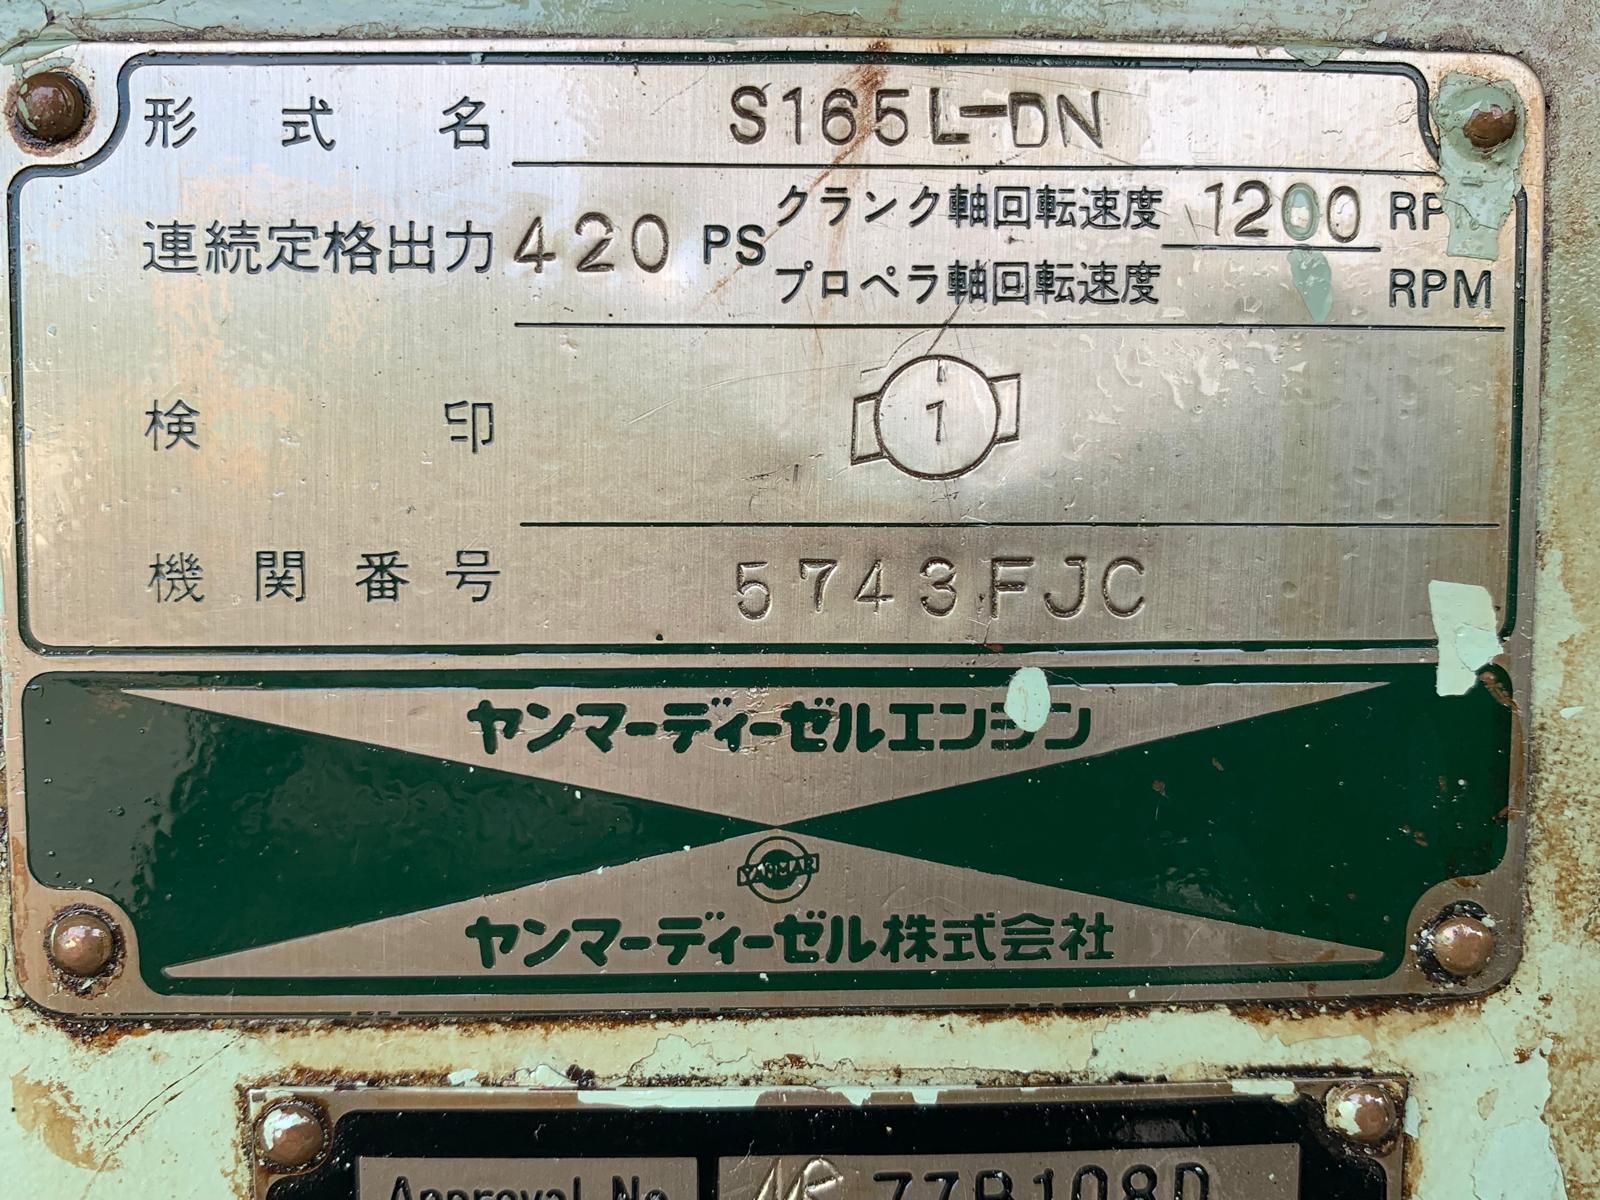 形式名 S165L-DN
連続定格出力 420 PS クランク軸回転速度 1200 RPM
プロペラ軸回転速度 RPM
検印 1
機関番号 5743FJC
ヤンマーディーゼルエンジン
YANMAR
ヤンマーディーゼル株式会社
Approval No.